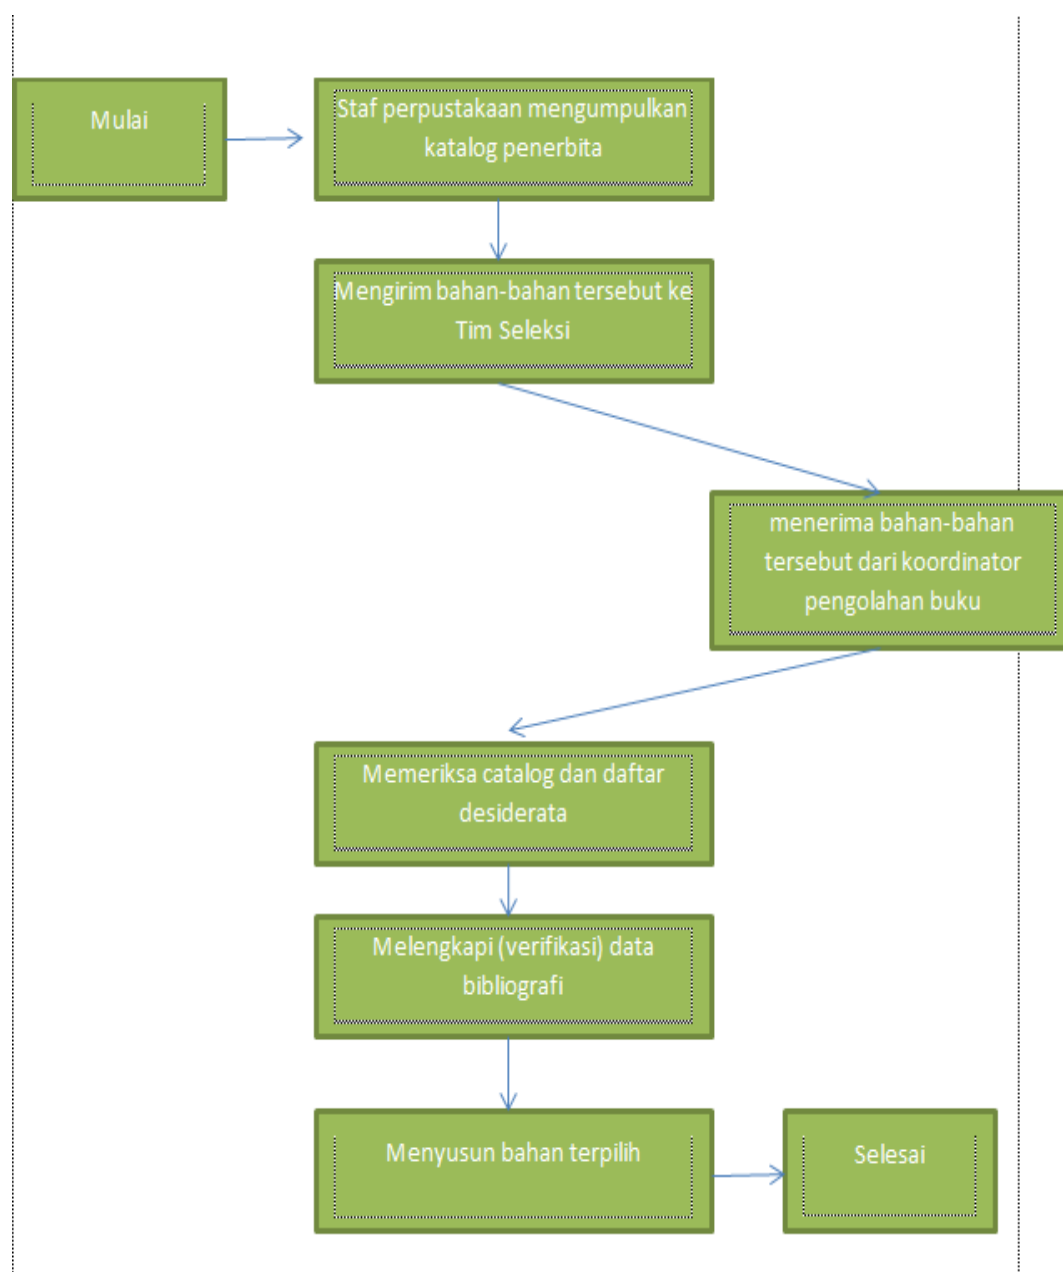 Mulai
Staf perpustakaan mengumpulkan
katalog penerbita
Mengirim bahan-bahan tersebut ke
Tim Seleksi
menerima bahan-bahan
tersebut dari koordinator
pengolahan buku
Memeriksa catalog dan daftar
desiderata
Melengkapi (verifikasi) data
bibliografi
Menyusun bahan terpilih
Selesai